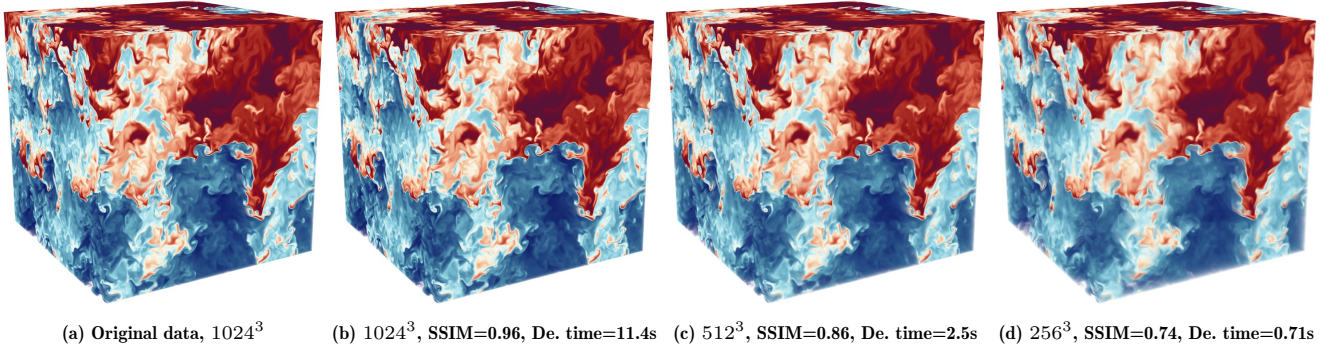 (a) Original data, 1024³
(b) 1024³, SSIM=0.96, De. time=11.4s
(c) 512³, SSIM=0.86, De. time=2.5s
(d) 256³, SSIM=0.74, De. time=0.71s